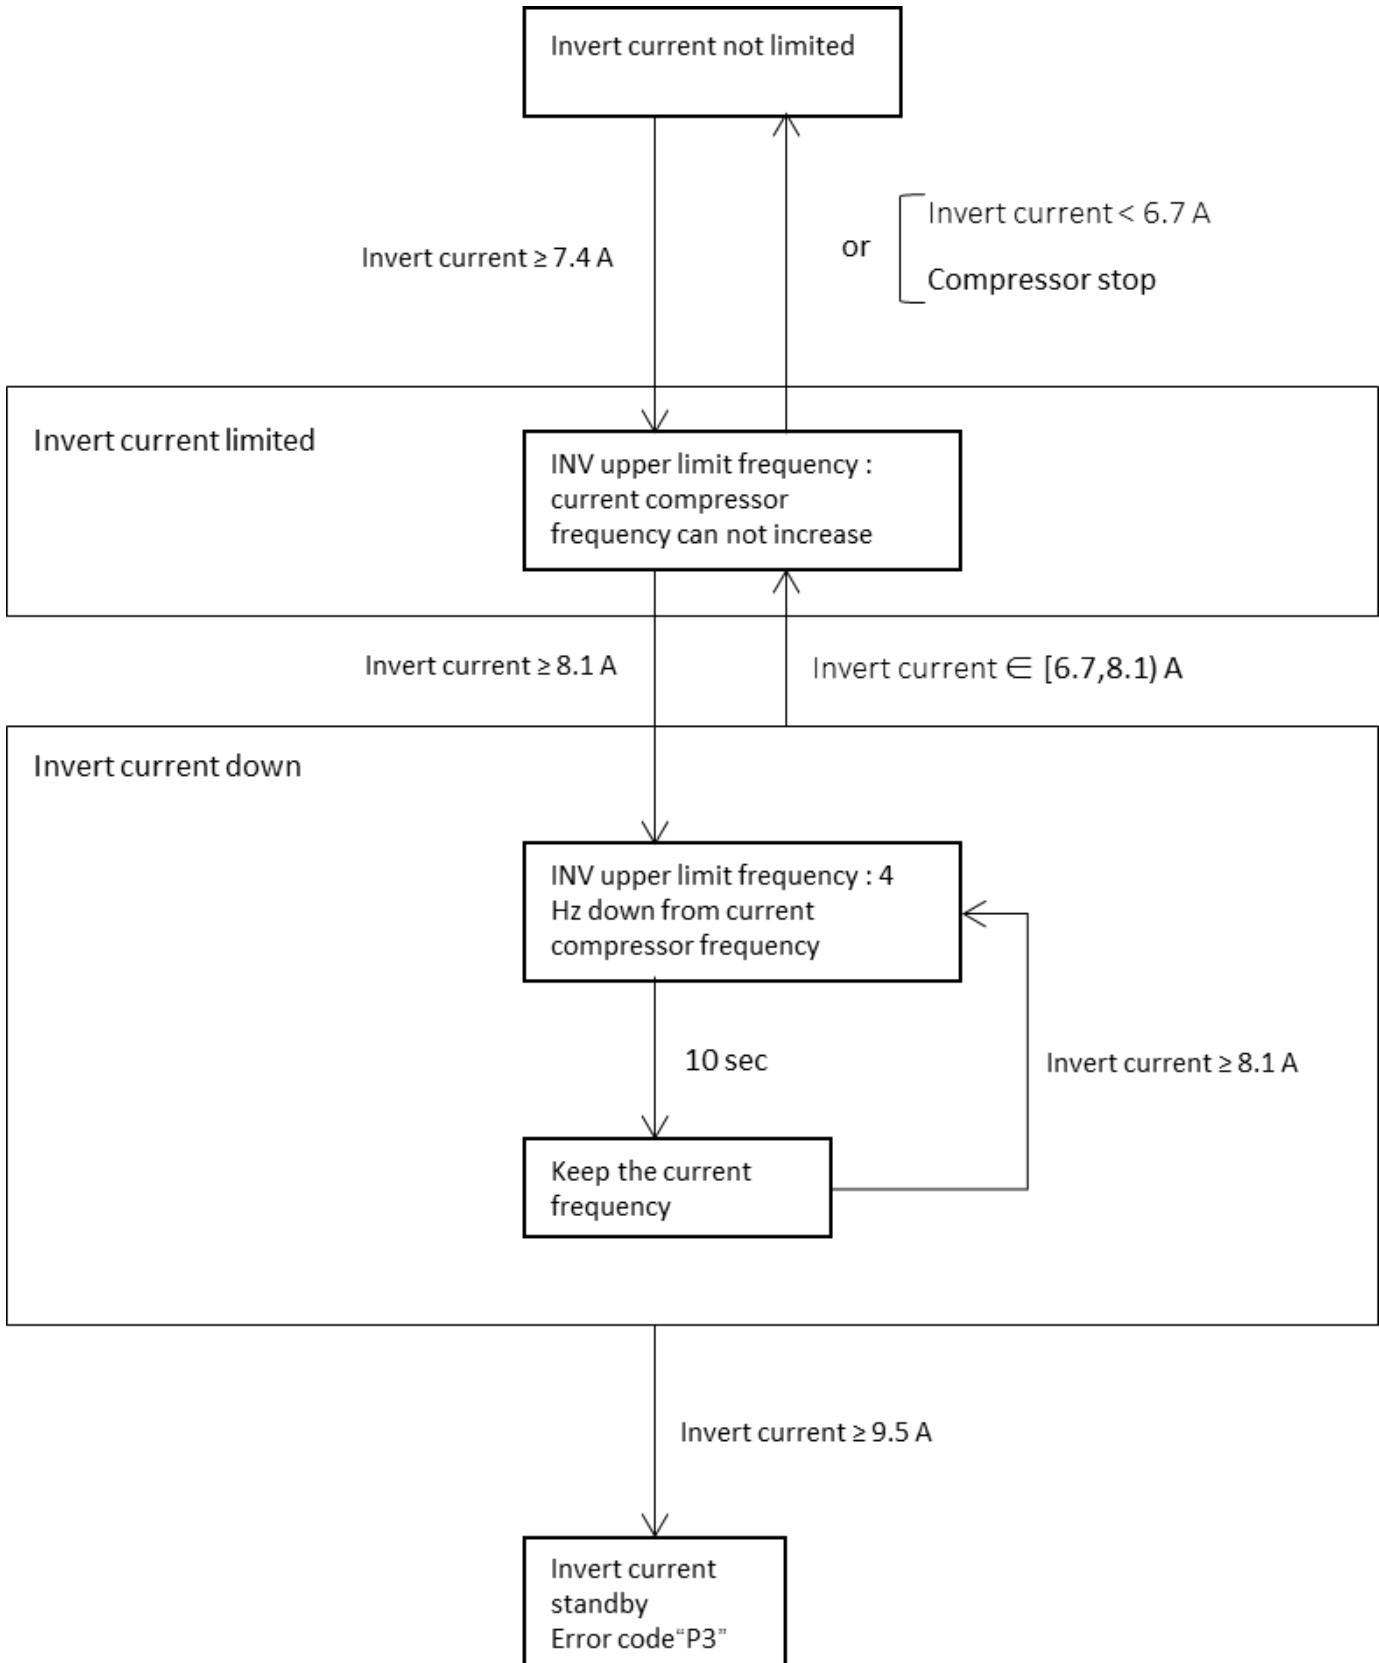 Invert current not limited
Invert current ≥ 7.4 A
or
Invert current < 6.7 A
Compressor stop
Invert current limited
INV upper limit frequency :
current compressor
frequency can not increase
Invert current ≥ 8.1 A
Invert current ∈ [6.7,8.1) A
Invert current down
INV upper limit frequency : 4
Hz down from current
compressor frequency
10 sec
Invert current ≥ 8.1 A
Keep the current
frequency
Invert current ≥ 9.5 A
Invert current
standby
Error code“P3”